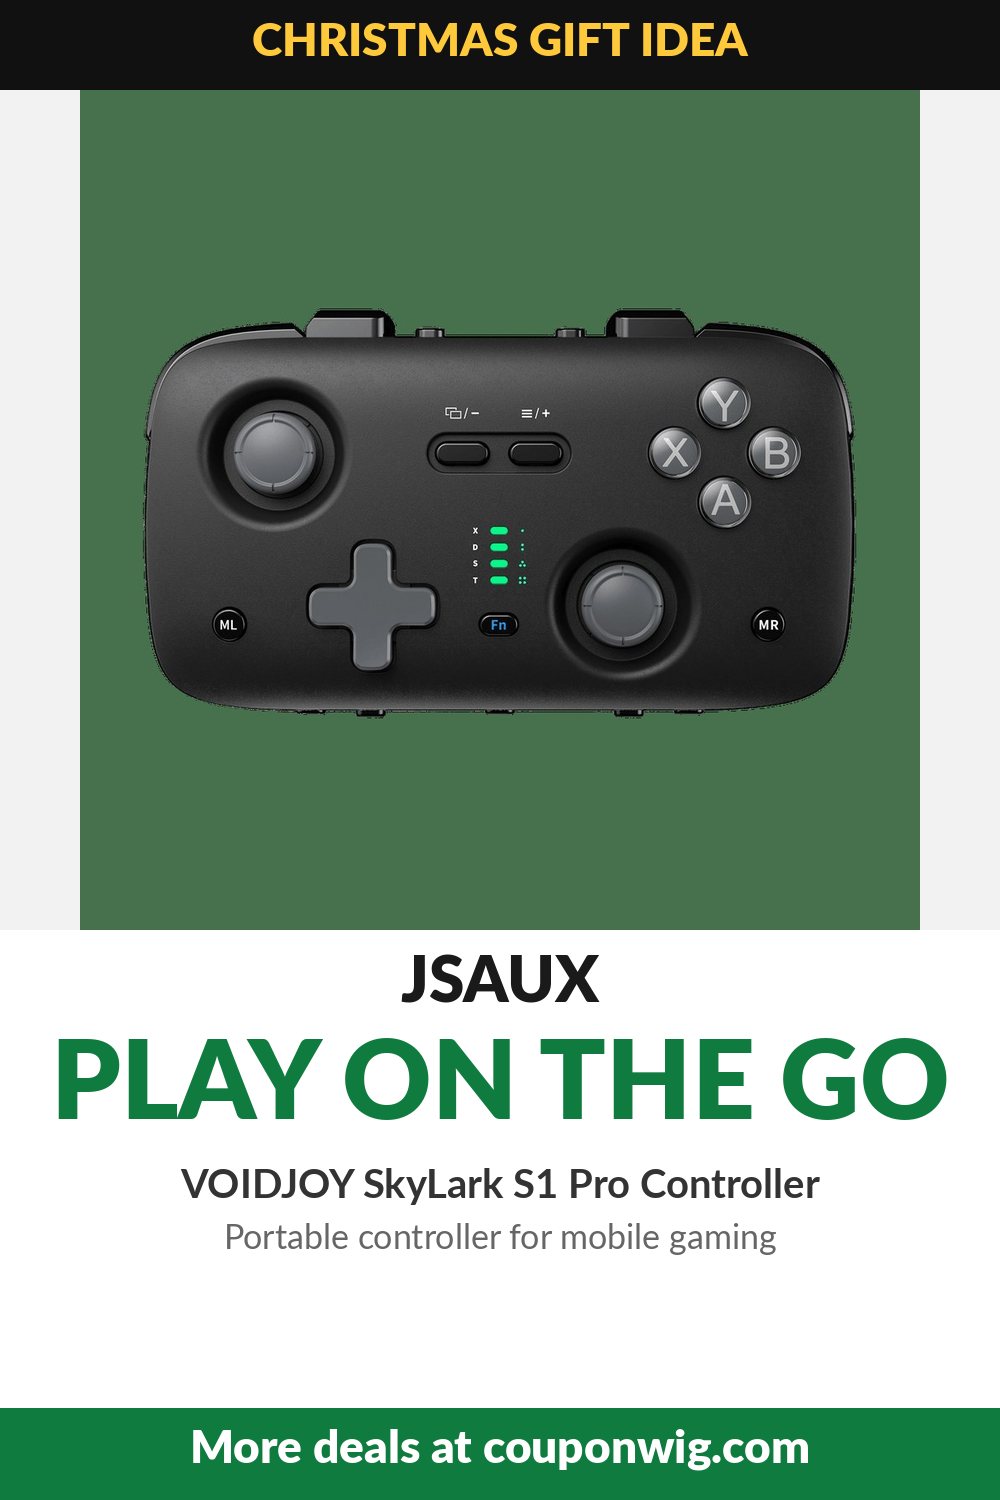 CHRISTMAS GIFT IDEA
/ − ≡ / +
Y
X B
A
X
D
S
T
ML Fn MR
JSAUX
PLAY ON THE GO
VOIDJOY SkyLark S1 Pro Controller
Portable controller for mobile gaming
More deals at couponwig.com